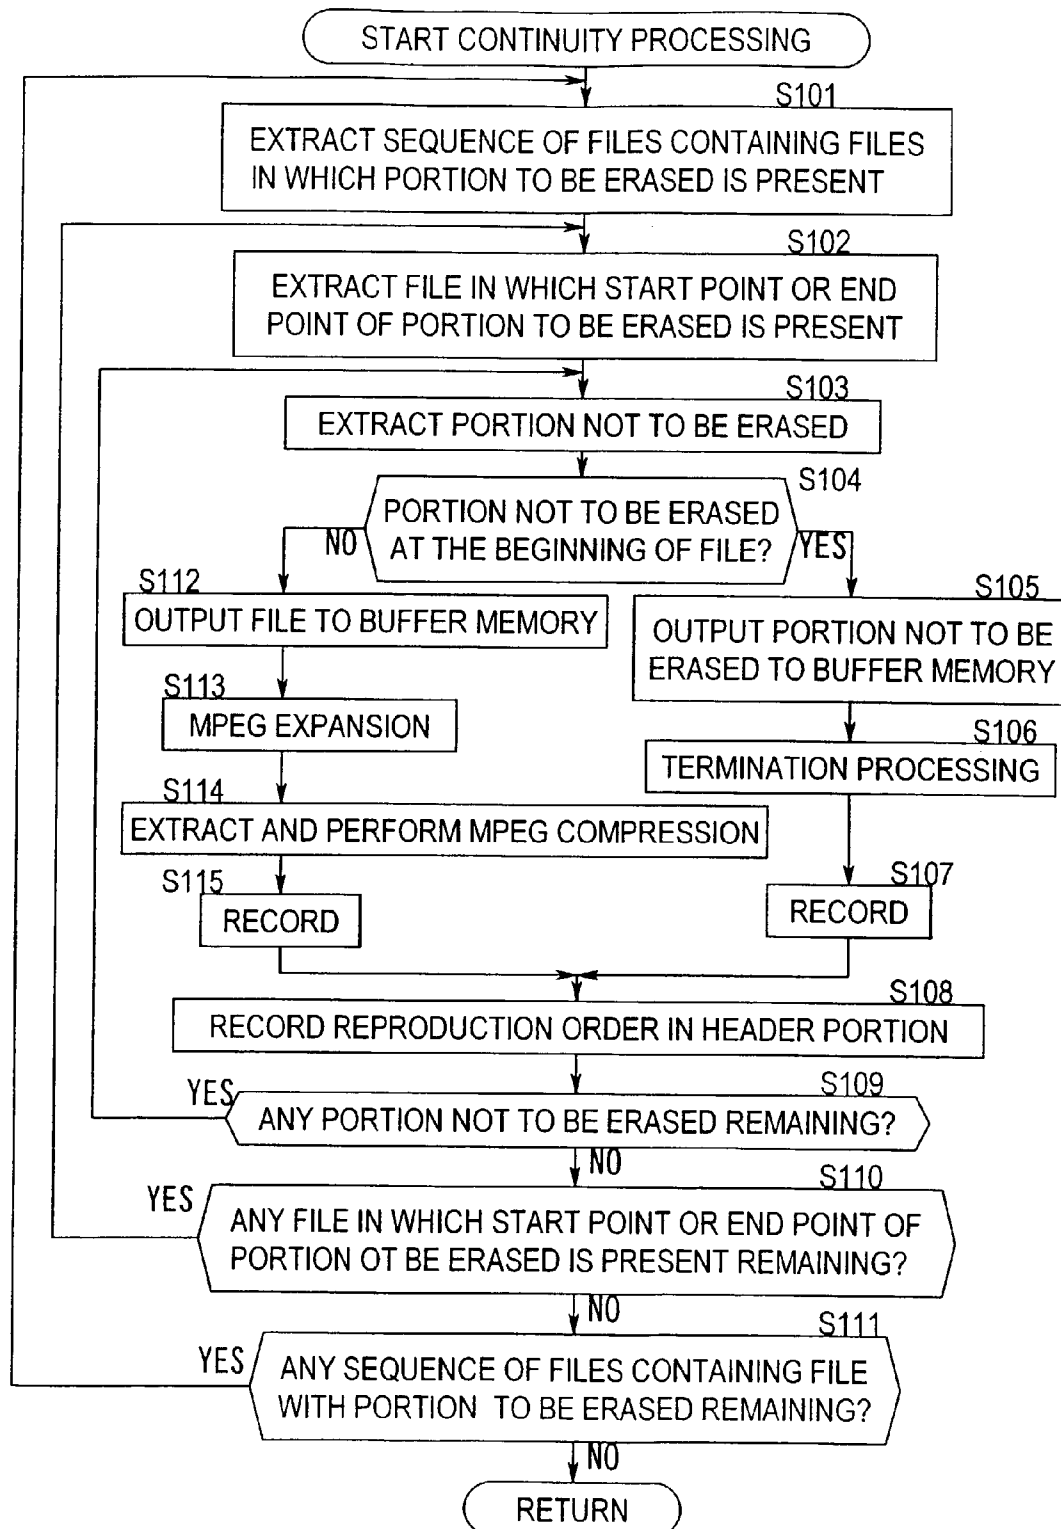 START CONTINUITY PROCESSING
S101
EXTRACT SEQUENCE OF FILES CONTAINING FILES
IN WHICH PORTION TO BE ERASED IS PRESENT
S102
EXTRACT FILE IN WHICH START POINT OR END
POINT OF PORTION TO BE ERASED IS PRESENT
S103
EXTRACT PORTION NOT TO BE ERASED
S104
PORTION NOT TO BE ERASED
AT THE BEGINNING OF FILE?
NO
YES
S112
OUTPUT FILE TO BUFFER MEMORY
S113
MPEG EXPANSION
S114
EXTRACT AND PERFORM MPEG COMPRESSION
S115
RECORD
S105
OUTPUT PORTION NOT TO BE
ERASED TO BUFFER MEMORY
S106
TERMINATION PROCESSING
S107
RECORD
S108
RECORD REPRODUCTION ORDER IN HEADER PORTION
S109
YES
ANY PORTION NOT TO BE ERASED REMAINING?
NO
S110
YES
ANY FILE IN WHICH START POINT OR END POINT OF
PORTION OT BE ERASED IS PRESENT REMAINING?
NO
S111
YES
ANY SEQUENCE OF FILES CONTAINING FILE
WITH PORTION TO BE ERASED REMAINING?
NO
RETURN